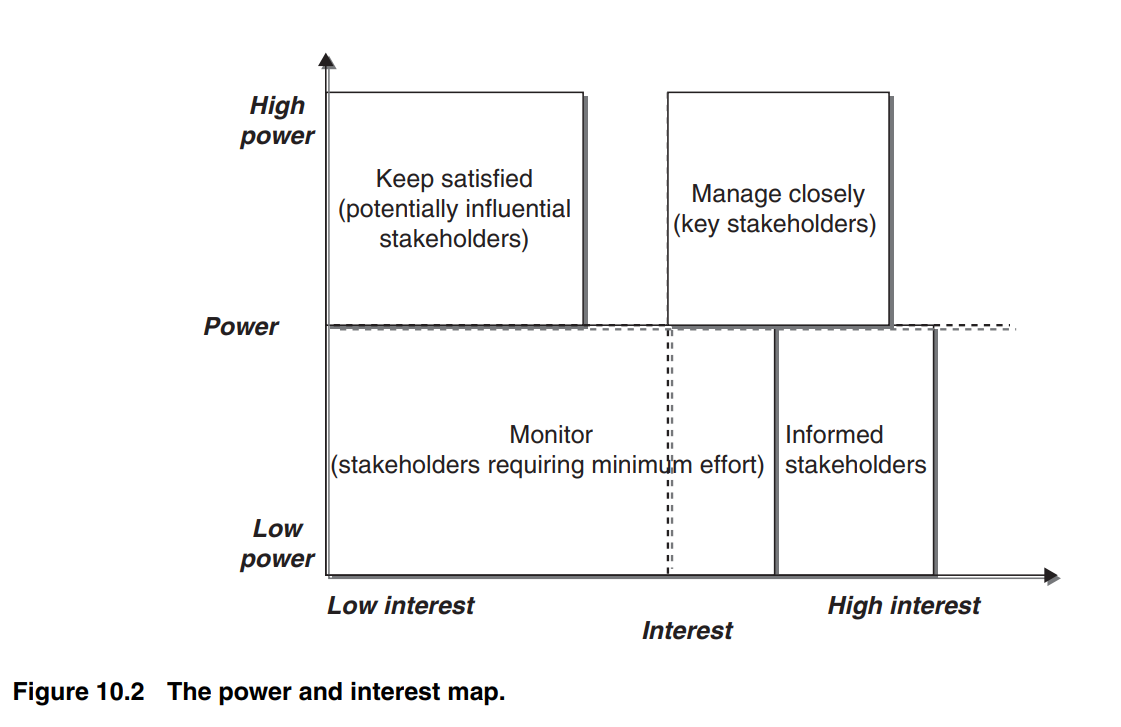 High
power
Keep satisfied
(potentially influential
stakeholders)
Manage closely
(key stakeholders)
Power
Monitor
(stakeholders requiring minimum effort)
Informed
stakeholders
Low
power
Low interest
High interest
Interest
Figure 10.2 The power and interest map.